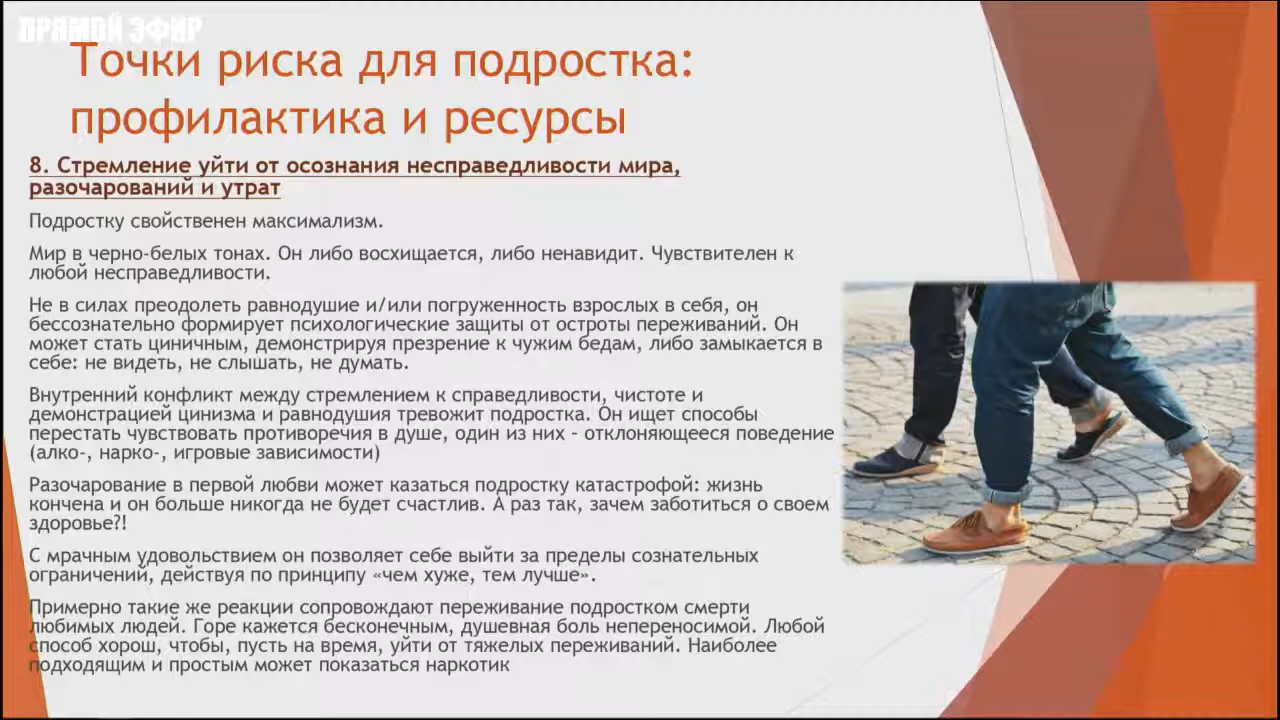 ПРЯМОЙ ЭФИР
Точки риска для подростка:
профилактика и ресурсы
8. Стремление уйти от осознания несправедливости мира,
разочарований и утрат
Подростку свойственен максимализм.
Мир в черно-белых тонах. Он либо восхищается, либо ненавидит. Чувствителен к
любой несправедливости.
Не в силах преодолеть равнодушие и/или погруженность взрослых в себя, он
бессознательно формирует психологические защиты от остроты переживаний. Он
может стать циничным, демонстрируя презрение к чужим бедам, либо замыкается в
себе: не видеть, не слышать, не думать.
Внутренний конфликт между стремлением к справедливости, чистоте и
демонстрацией цинизма и равнодушия тревожит подростка. Он ищет способы
перестать чувствовать противоречия в душе, один из них – отклоняющееся поведение
(алко-, нарко-, игровые зависимости)
Разочарование в первой любви может казаться подростку катастрофой: жизнь
кончена и он больше никогда не будет счастлив. А раз так, зачем заботиться о своем
здоровье?!
С мрачным удовольствием он позволяет себе выйти за пределы сознательных
ограничений, действуя по принципу «чем хуже, тем лучше».
Примерно такие же реакции сопровождают переживание подростком смерти
любимых людей. Горе кажется бесконечным, душевная боль непереносимой. Любой
способ хорош, чтобы, пусть на время, уйти от тяжелых переживаний. Наиболее
подходящим и простым может показаться наркотик